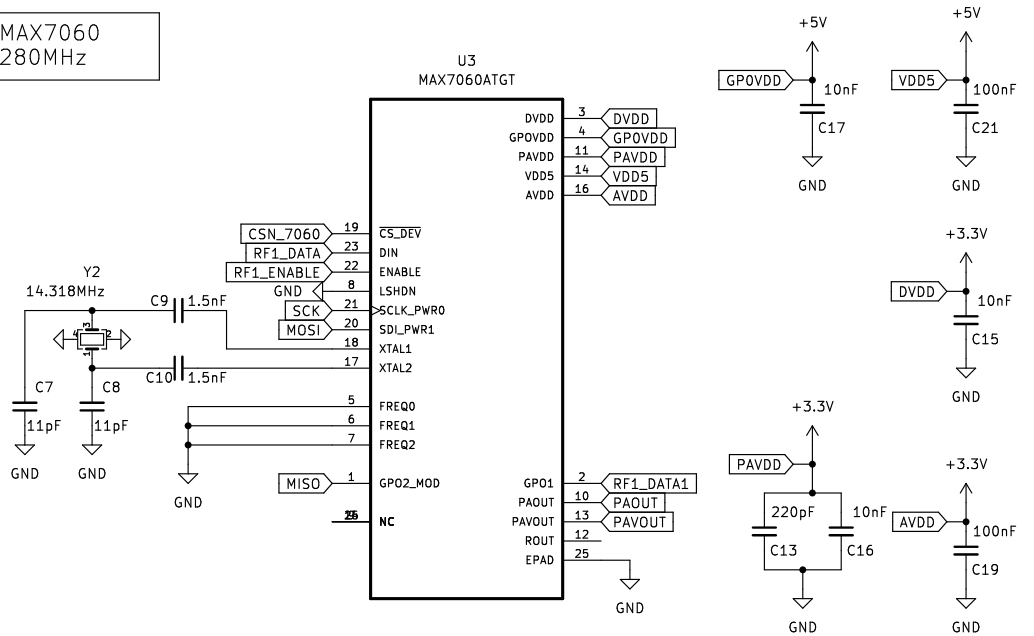 MAX7060
280MHz
U3
MAX7060ATGT
DVDD 3 DVDD
GPOVDD 4 GPOVDD
PAVDD 11 PAVDD
VDD5 14 VDD5
AVDD 16 AVDD
CSN_7060 19 CS_DEV
RF1_DATA 23 DIN
RF1_ENABLE 22 ENABLE
GND 8 LSHDN
SCK 21 SCLK_PWR0
MOSI 20 SDI_PWR1
18 XTAL1
17 XTAL2
Y2
14.318MHz
3
4 2
1
C9 1.5nF
C10 1.5nF
C7
11pF
GND
C8
11pF
GND
5 FREQ0
6 FREQ1
7 FREQ2
GND
MISO 1 GPO2_MOD
NC
GPO1 2 RF1_DATA1
PAOUT 10 PAOUT
PAVOUT 13 PAVOUT
ROUT 12
EPAD 25
GND
+5V
GPOVDD
10nF
C17
GND
+5V
VDD5
100nF
C21
GND
+3.3V
DVDD
10nF
C15
GND
+3.3V
PAVDD
220pF
C13
10nF
C16
GND
+3.3V
AVDD
100nF
C19
GND